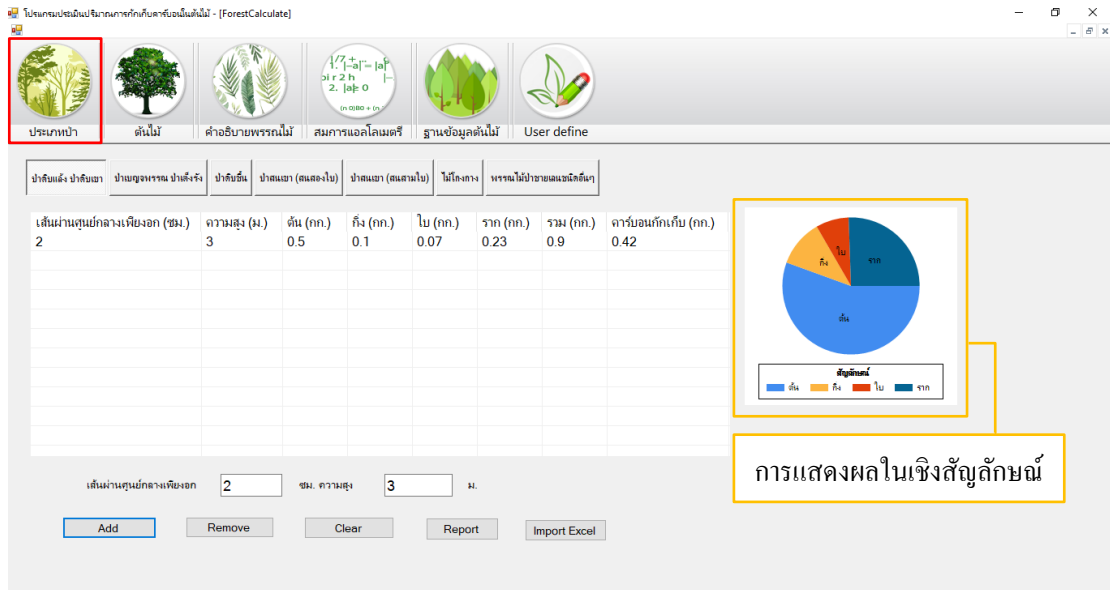 โปรแกรมประเมินปริมาณการกักเก็บคาร์บอนในต้นไม้ - [ForestCalculate]
ประเภทป่า ต้นไม้ คำอธิบายพรรณไม้ สมการแอลโลเมตรี ฐานข้อมูลต้นไม้ User define
ป่าดิบแล้ง ป่าดิบเขา ป่าเบญจพรรณ ป่าเต็งรัง ป่าดิบชื้น ป่าสนเขา (สนสองใบ) ป่าสนเขา (สนสามใบ) ไม้โกงกาง พรรณไม้ป่าชายเลนชนิดอื่นๆ
เส้นผ่านศูนย์กลางเพียงอก (ซม.) ความสูง (ม.) ต้น (กก.) กิ่ง (กก.) ใบ (กก.) ราก (กก.) รวม (กก.) คาร์บอนกักเก็บ (กก.)
2 3 0.5 0.1 0.07 0.23 0.9 0.42
ใบ
กิ่ง ราก
ต้น
สัญลักษณ์
ต้น กิ่ง ใบ ราก
การแสดงผลในเชิงสัญลักษณ์
เส้นผ่านศูนย์กลางเพียงอก 2 ซม. ความสูง 3 ม.
Add Remove Clear Report Import Excel